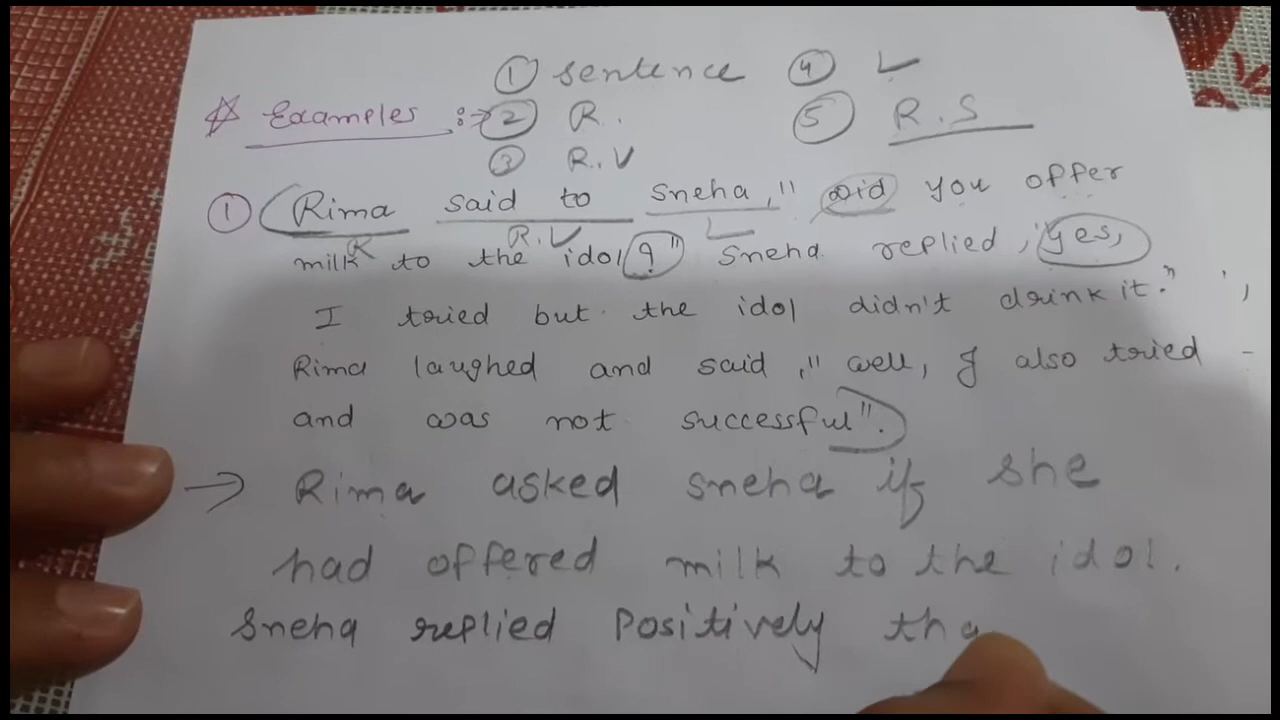 ① sentence ④ L
☆ Examples :→ ② R. ⑤ R.S
③ R.V
① Rima said to Sneha," Did you offer
R R.V L
milk to the idol?" Sneha replied," Yes,
I tried but the idol didn't drink it."
Rima laughed and said," well, I also tried
and was not successful".
→ Rima asked Sneha if she
had offered milk to the idol.
Sneha replied Positively tha